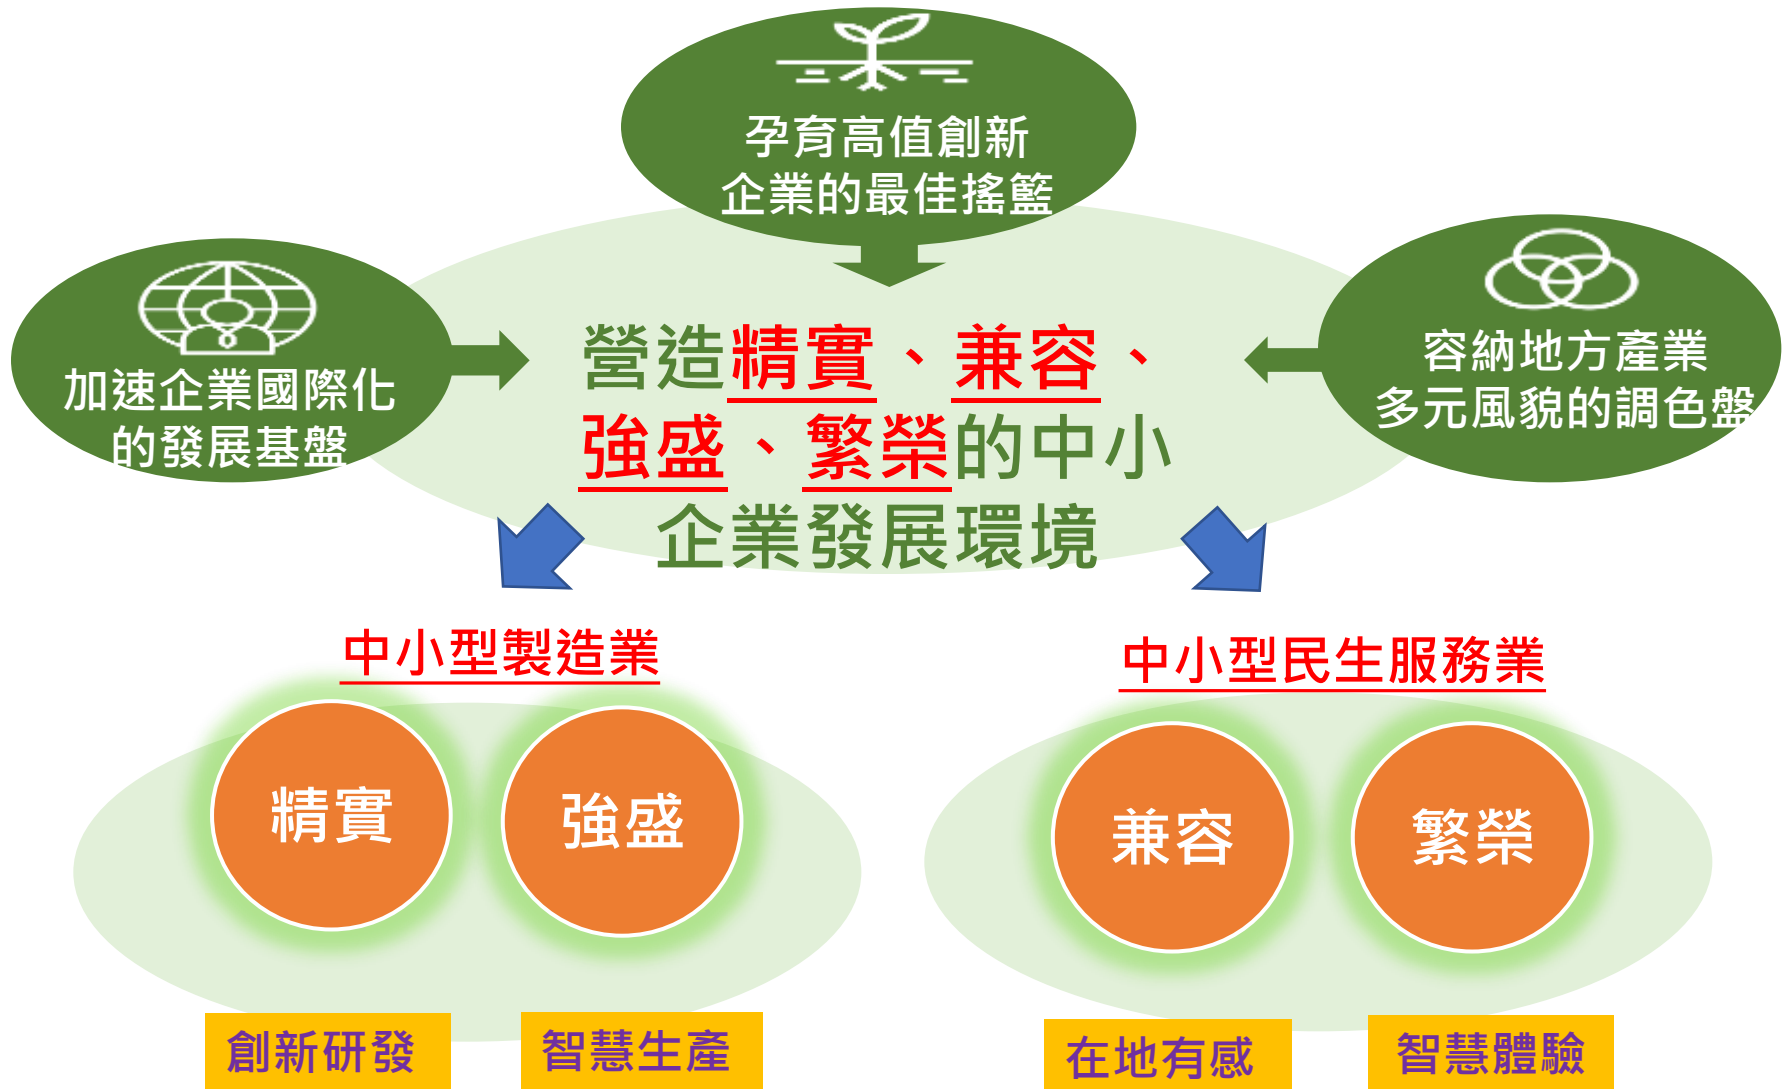 孕育高值創新
企業的最佳搖籃
加速企業國際化
的發展基盤
容納地方產業
多元風貌的調色盤
營造精實、兼容、
強盛、繁榮的中小
企業發展環境
中小型製造業
中小型民生服務業
精實
強盛
兼容
繁榮
創新研發
智慧生產
在地有感
智慧體驗